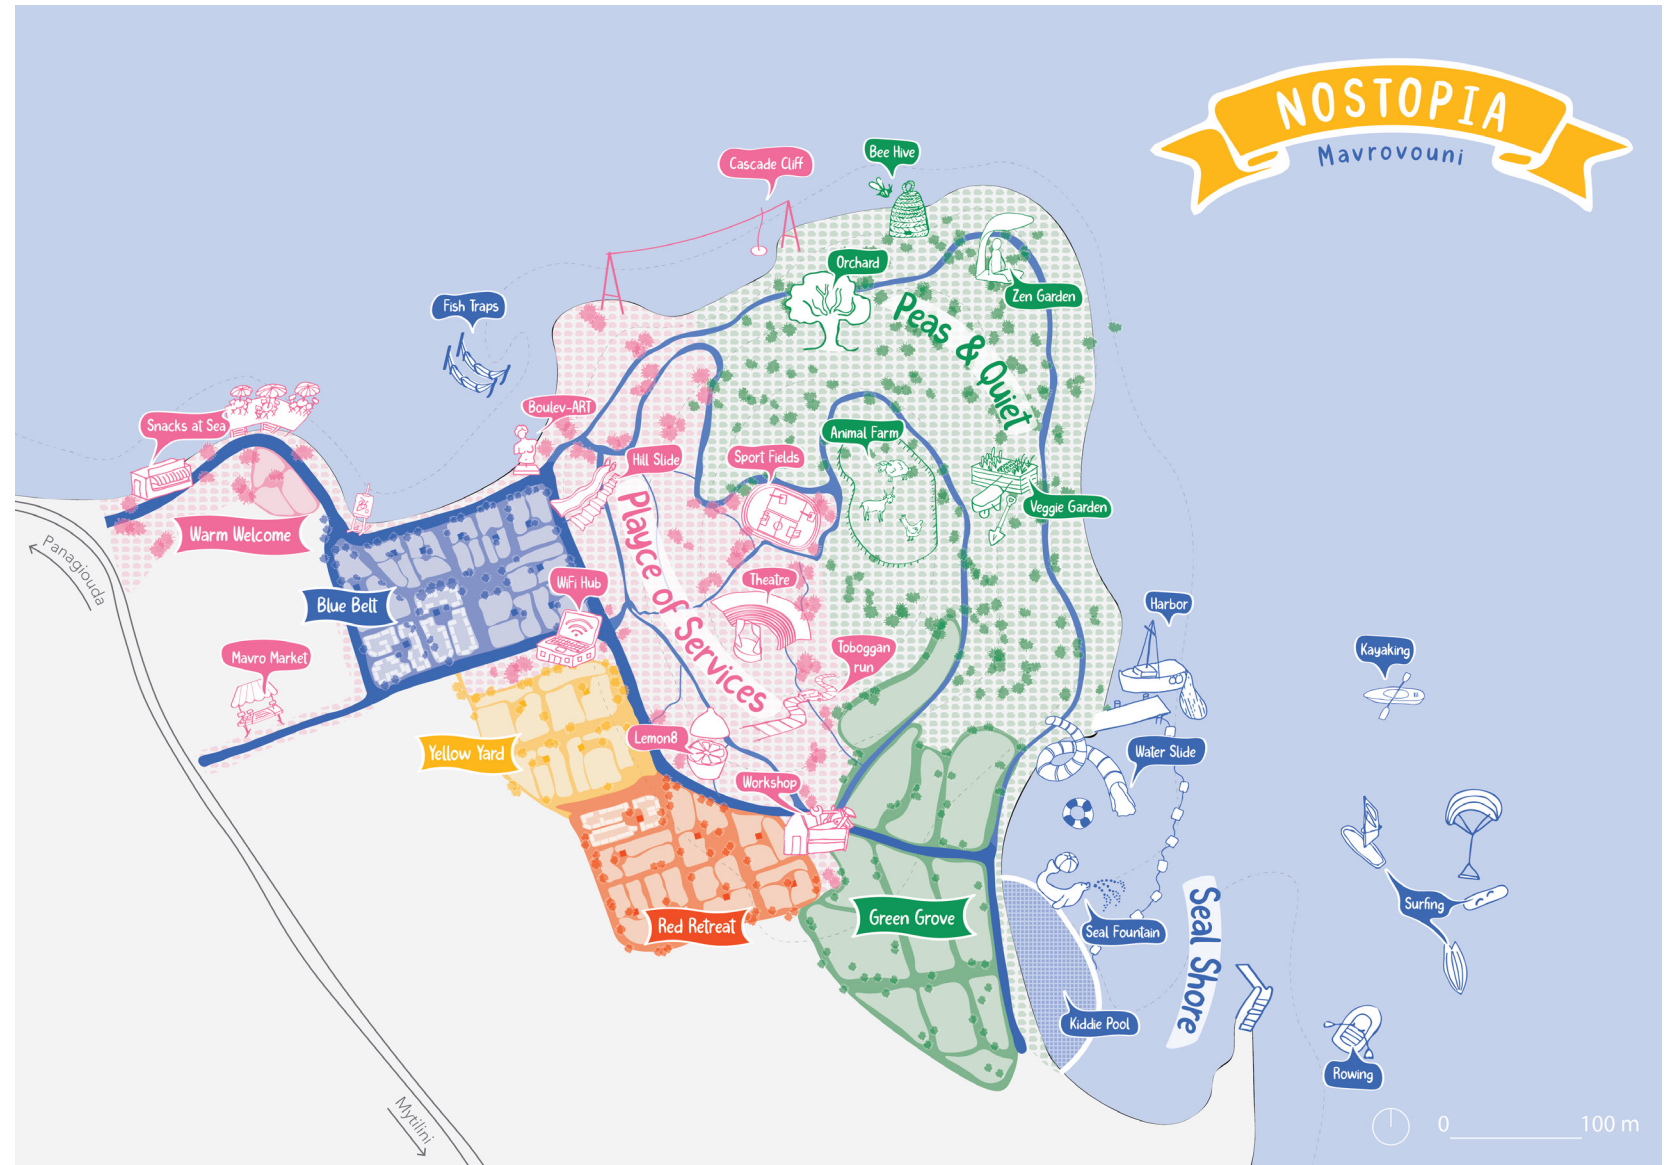 NOSTOPIA
Mavrovouni
Cascade Cliff
Bee Hive
Orchard
Zen Garden
Peas & Quiet
Fish Traps
Boulev-ART
Snacks at Sea
Hill Slide
Sport Fields
Animal Farm
Veggie Garden
Warm Welcome
Panagiouda
Playce of Services
Blue Belt
WiFi Hub
Theatre
Harbor
Mavro Market
Toboggan
run
Kayaking
Yellow Yard
Lemon8
Water Slide
Workshop
Surfing
Red Retreat
Green Grove
Seal Fountain
Seal Shore
Kiddie Pool
Rowing
Mytilini
0
100 m